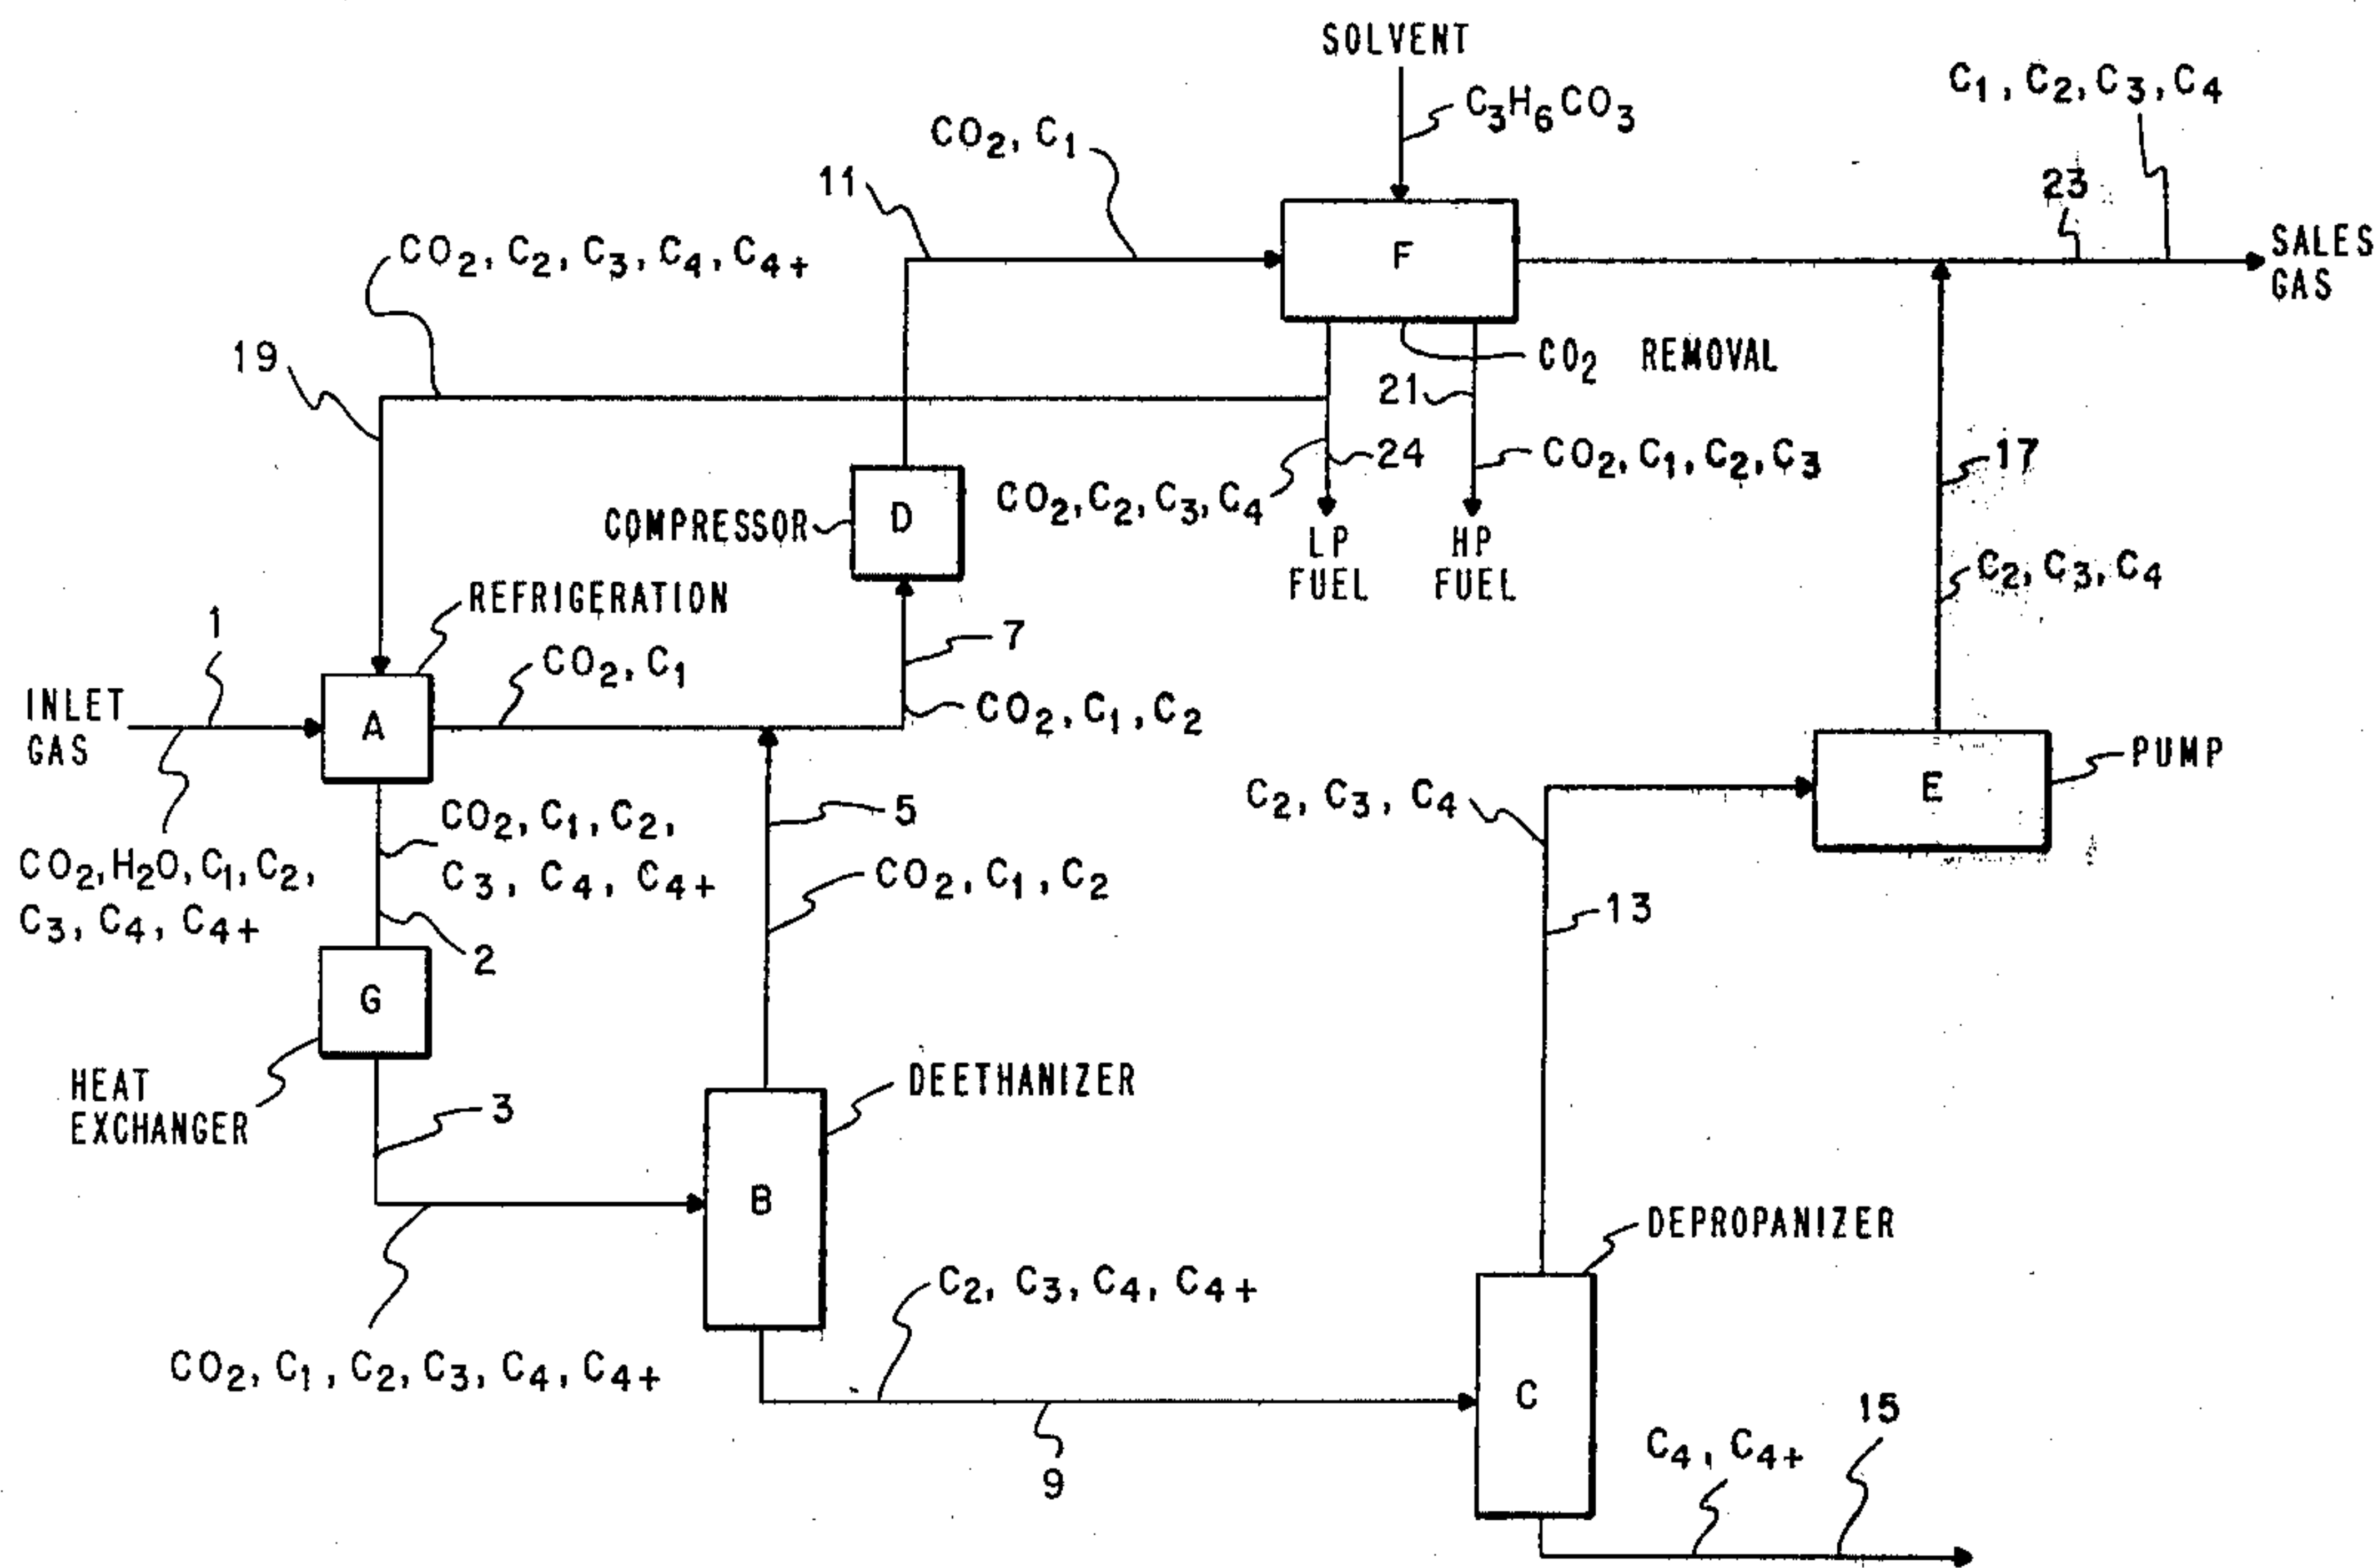 SOLVENT
C₃H₆CO₃
C₁, C₂, C₃, C₄
CO₂, C₁
11
23
SALES
GAS
F
CO₂, C₂, C₃, C₄, C₄₊
19
CO₂ REMOVAL
21
24
CO₂, C₁, C₂, C₃
17
CO₂, C₂, C₃, C₄
COMPRESSOR
D
LP
FUEL
HP
FUEL
C₂, C₃, C₄
REFRIGERATION
1
7
CO₂, C₁
INLET
GAS
A
CO₂, C₁, C₂
PUMP
E
C₂, C₃, C₄
5
CO₂, C₁, C₂,
C₃, C₄, C₄₊
CO₂, H₂O, C₁, C₂,
C₃, C₄, C₄₊
CO₂, C₁, C₂
13
2
G
HEAT
EXCHANGER
3
DEETHANIZER
B
DEPROPANIZER
C₂, C₃, C₄, C₄₊
CO₂, C₁, C₂, C₃, C₄, C₄₊
C
9
C₄, C₄₊
15